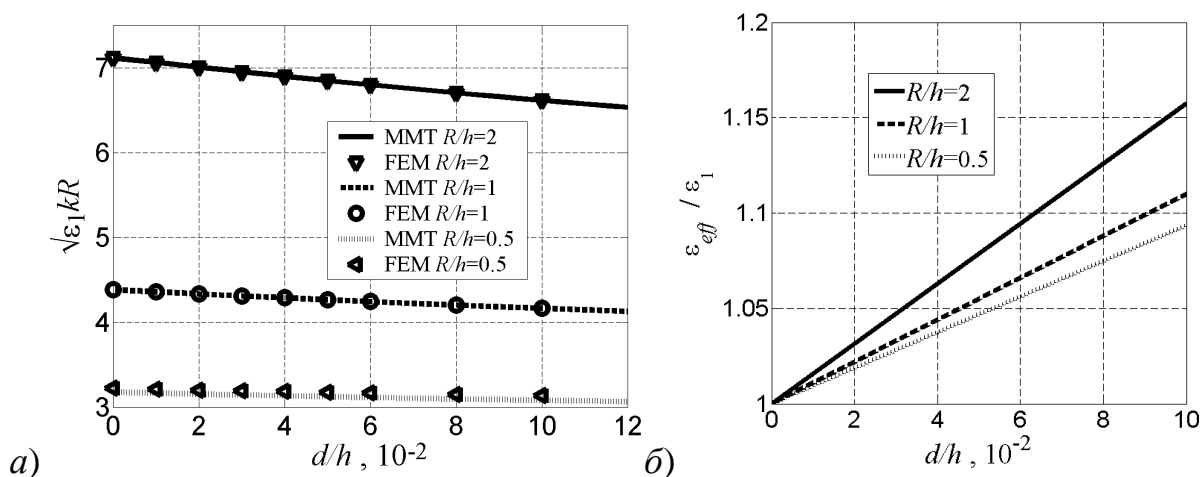 7
6
5
4
3
√ε₁kR
MMT R/h=2
FEM R/h=2
MMT R/h=1
FEM R/h=1
MMT R/h=0.5
FEM R/h=0.5
0 2 4 6 8 10 12
d/h , 10⁻²
а)
1.2
1.15
1.1
1.05
1
ε_eff / ε₁
R/h=2
R/h=1
R/h=0.5
0 2 4 6 8 10
d/h , 10⁻²
б)